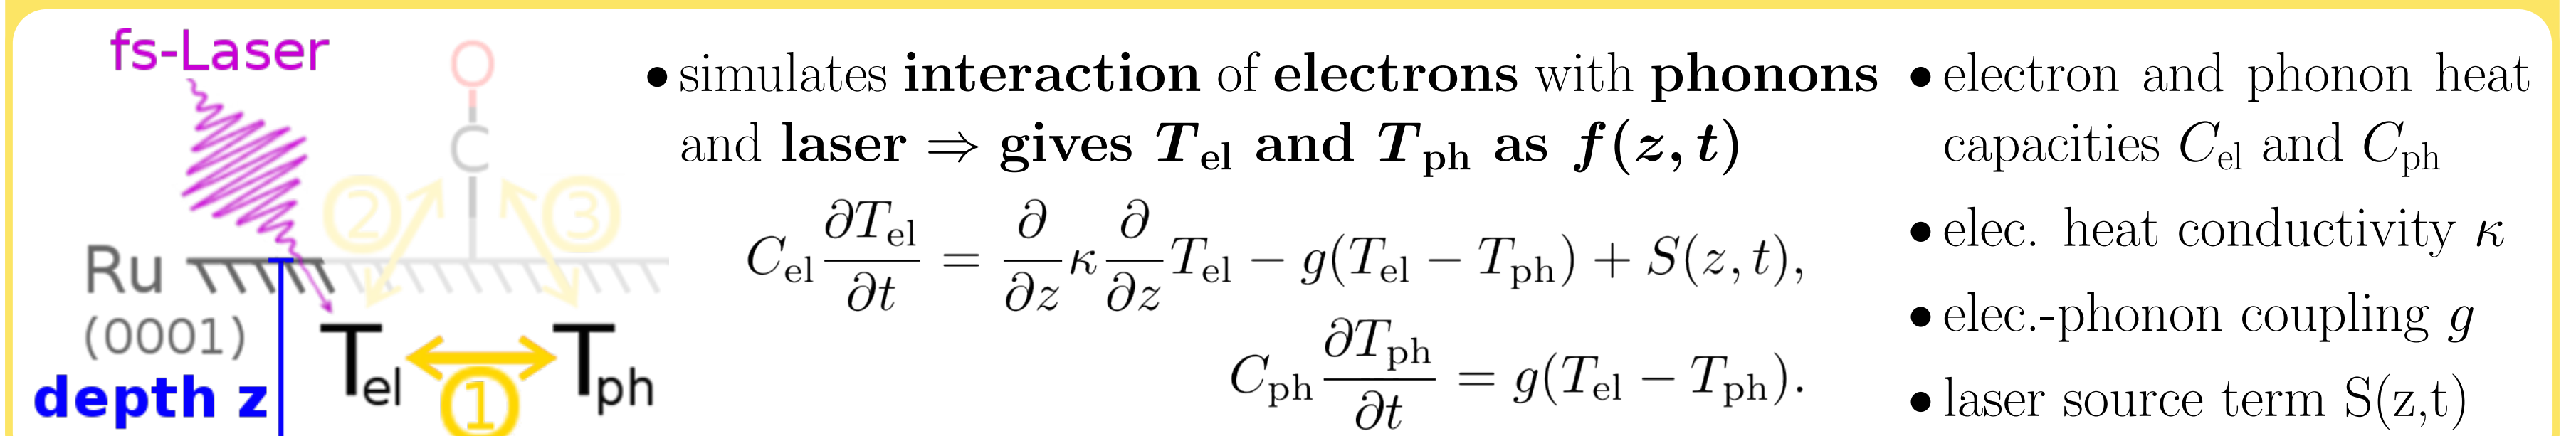 fs-Laser
O
C
2
3
Ru
(0001)
depth z
T_el
T_ph
1
• simulates interaction of electrons with phonons
and laser ⇒ gives T_el and T_ph as f(z, t)
C_el ∂T_el/∂t = ∂/∂z κ ∂/∂z T_el − g(T_el − T_ph) + S(z, t),
C_ph ∂T_ph/∂t = g(T_el − T_ph).
• electron and phonon heat
capacities C_el and C_ph
• elec. heat conductivity κ
• elec.-phonon coupling g
• laser source term S(z,t)